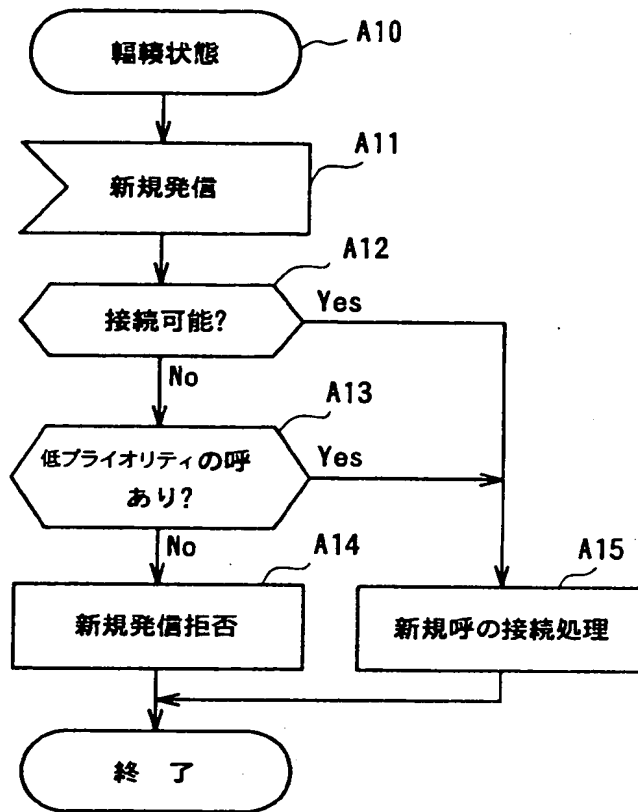 輻輳状態
A10
新規発信
A11
接続可能?
A12
Yes
No
低プライオリティの呼
あり?
A13
Yes
No
新規発信拒否
A14
新規呼の接続処理
A15
終 了